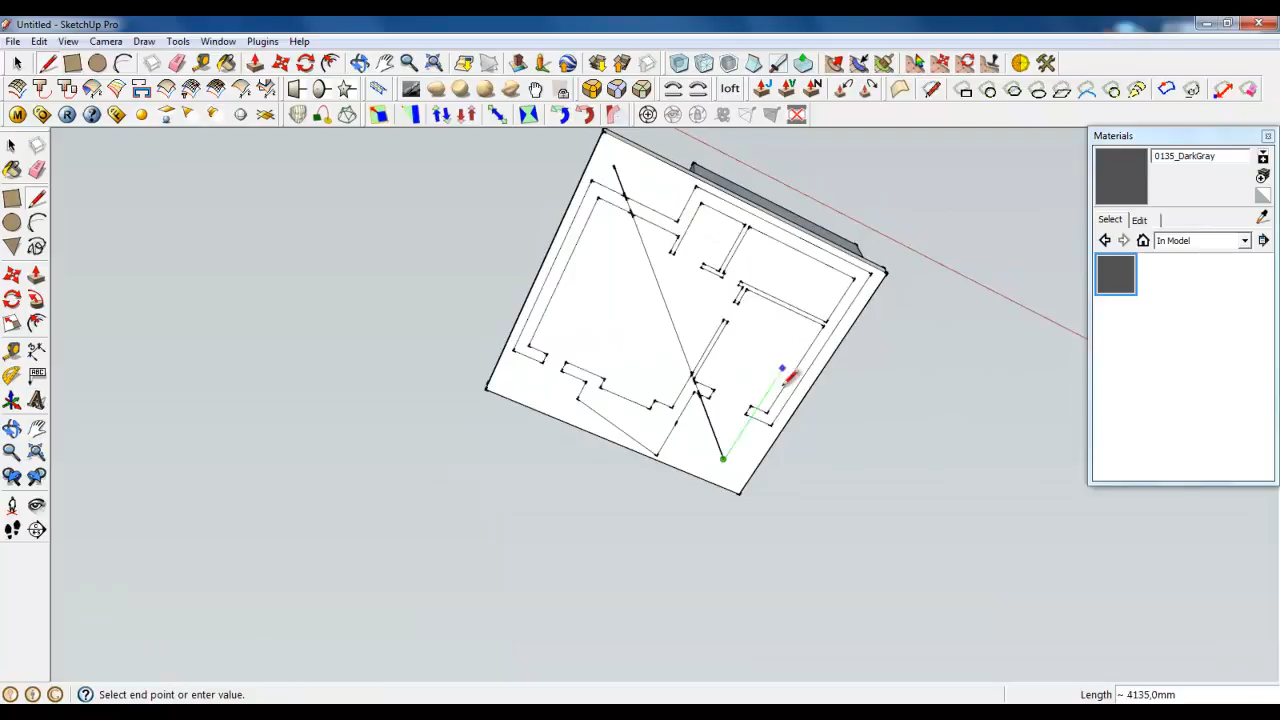 Untitled - SketchUp Pro
File Edit View Camera Draw Tools Window Plugins Help
loft
Materials
0135_DarkGray
Select Edit
In Model
Select end point or enter value.
Length ~ 4135,0mm